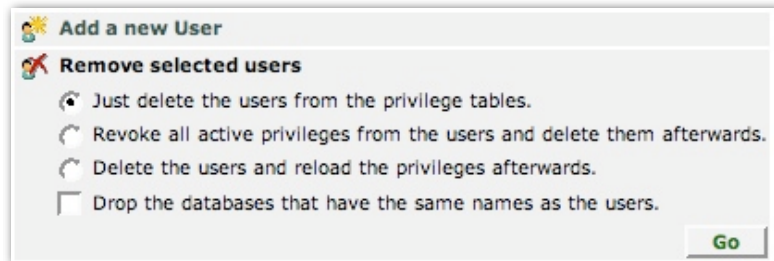 Add a new User
Remove selected users
Just delete the users from the privilege tables.
Revoke all active privileges from the users and delete them afterwards.
Delete the users and reload the privileges afterwards.
Drop the databases that have the same names as the users.
Go